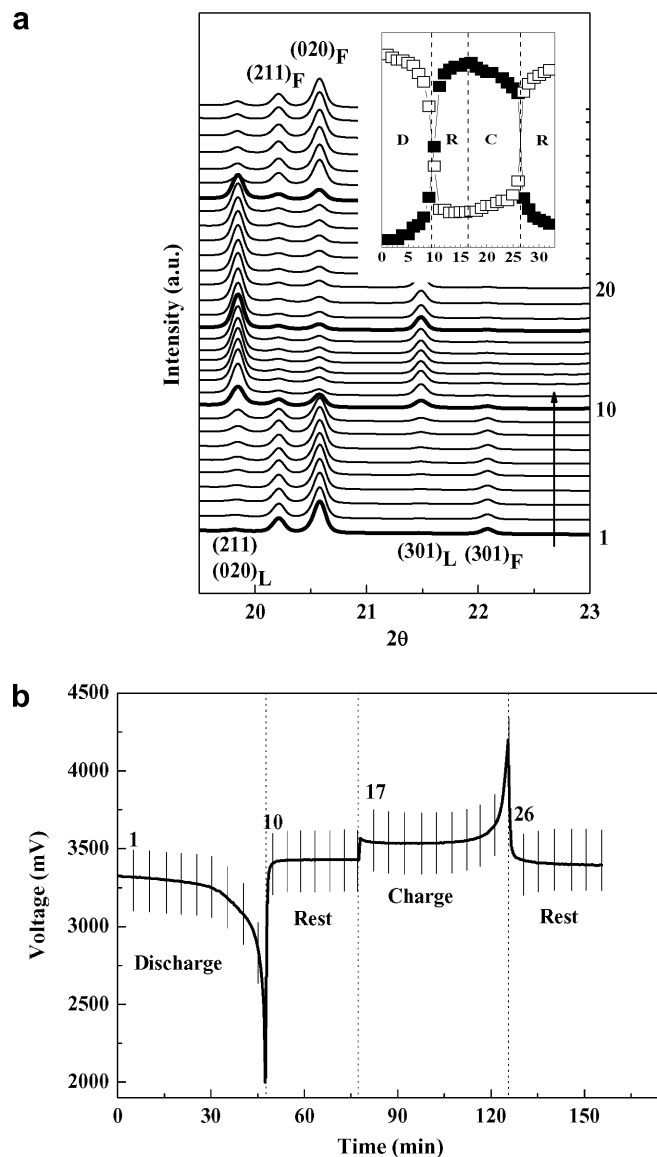 a
(020)F
(211)F
D R C R
0 5 10 15 20 25 30
20
10
1
(211)
(020)L
(301)L (301)F
Intensity (a.u.)
20 21 22 23
2θ
b
4500
4000
3500
3000
2500
2000
1
10
17
26
Discharge
Rest
Charge
Rest
Voltage (mV)
0 30 60 90 120 150
Time (min)